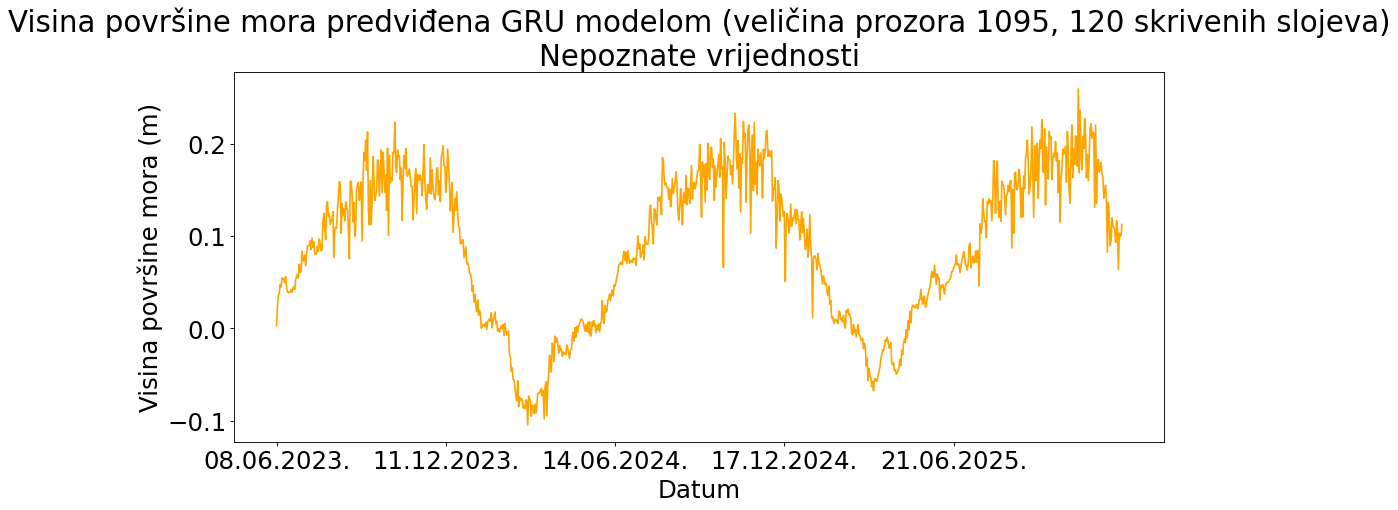 Visina površine mora predviđena GRU modelom (veličina prozora 1095, 120 skrivenih slojeva)
Nepoznate vrijednosti
Visina površine mora (m)
0.2
0.1
0.0
−0.1
08.06.2023. 11.12.2023. 14.06.2024. 17.12.2024. 21.06.2025.
Datum